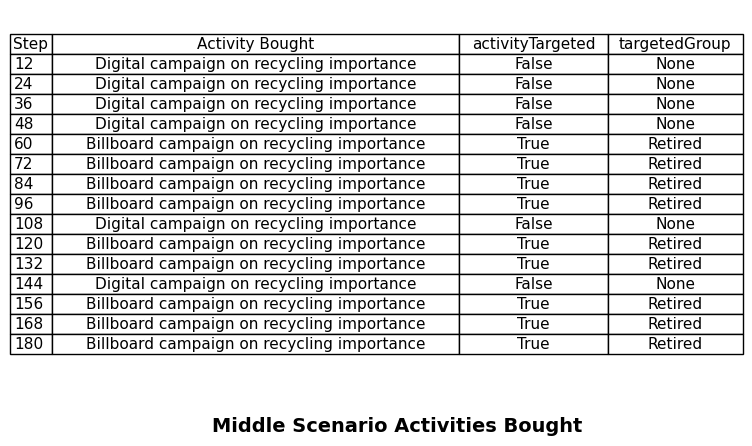 Step Activity Bought activityTargeted targetedGroup
12 Digital campaign on recycling importance False None
24 Digital campaign on recycling importance False None
36 Digital campaign on recycling importance False None
48 Digital campaign on recycling importance False None
60 Billboard campaign on recycling importance True Retired
72 Billboard campaign on recycling importance True Retired
84 Billboard campaign on recycling importance True Retired
96 Billboard campaign on recycling importance True Retired
108 Digital campaign on recycling importance False None
120 Billboard campaign on recycling importance True Retired
132 Billboard campaign on recycling importance True Retired
144 Digital campaign on recycling importance False None
156 Billboard campaign on recycling importance True Retired
168 Billboard campaign on recycling importance True Retired
180 Billboard campaign on recycling importance True Retired
Middle Scenario Activities Bought